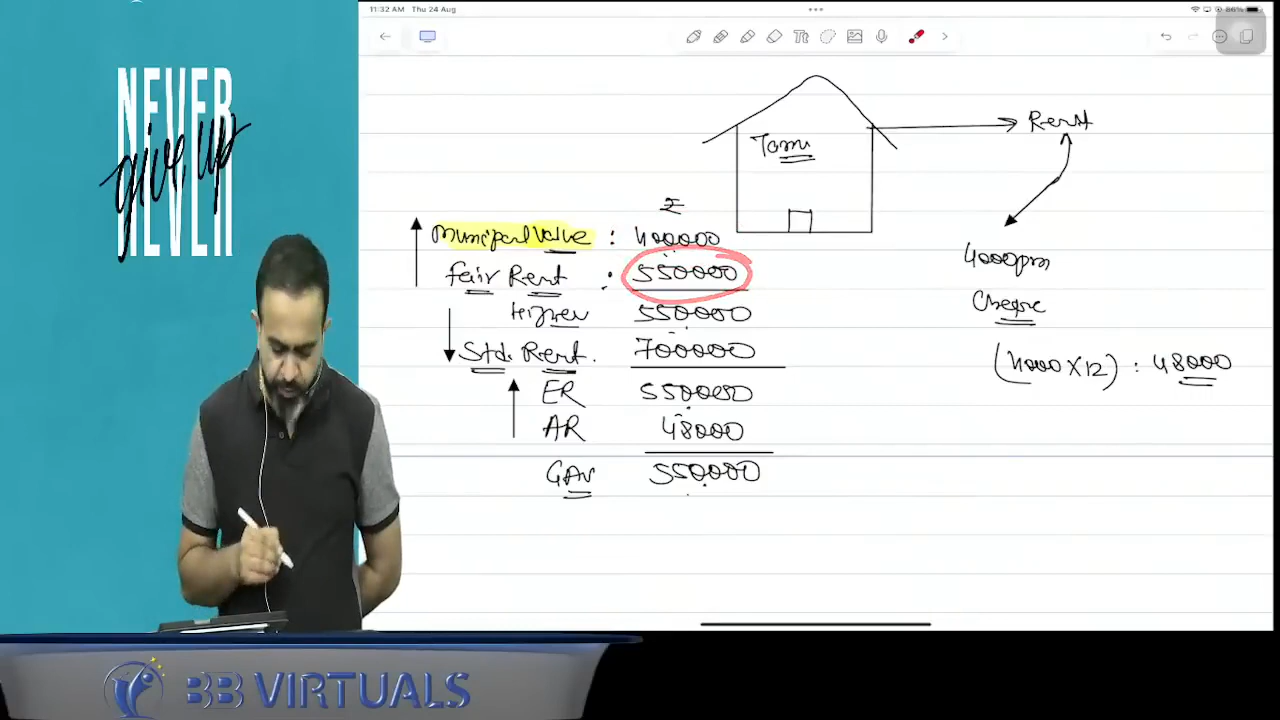 11:32 AM Thu 24 Aug
86%
NEVER
give up
NEVER
Tom
Rent
₹
Municipal Value : 400000
4000pm
Fair Rent : 550000
Cheque
Higher 550000
Std. Rent. 700000
(4000 X 12) : 48000
ER 550000
AR 48000
GAV 550000
BB VIRTUALS